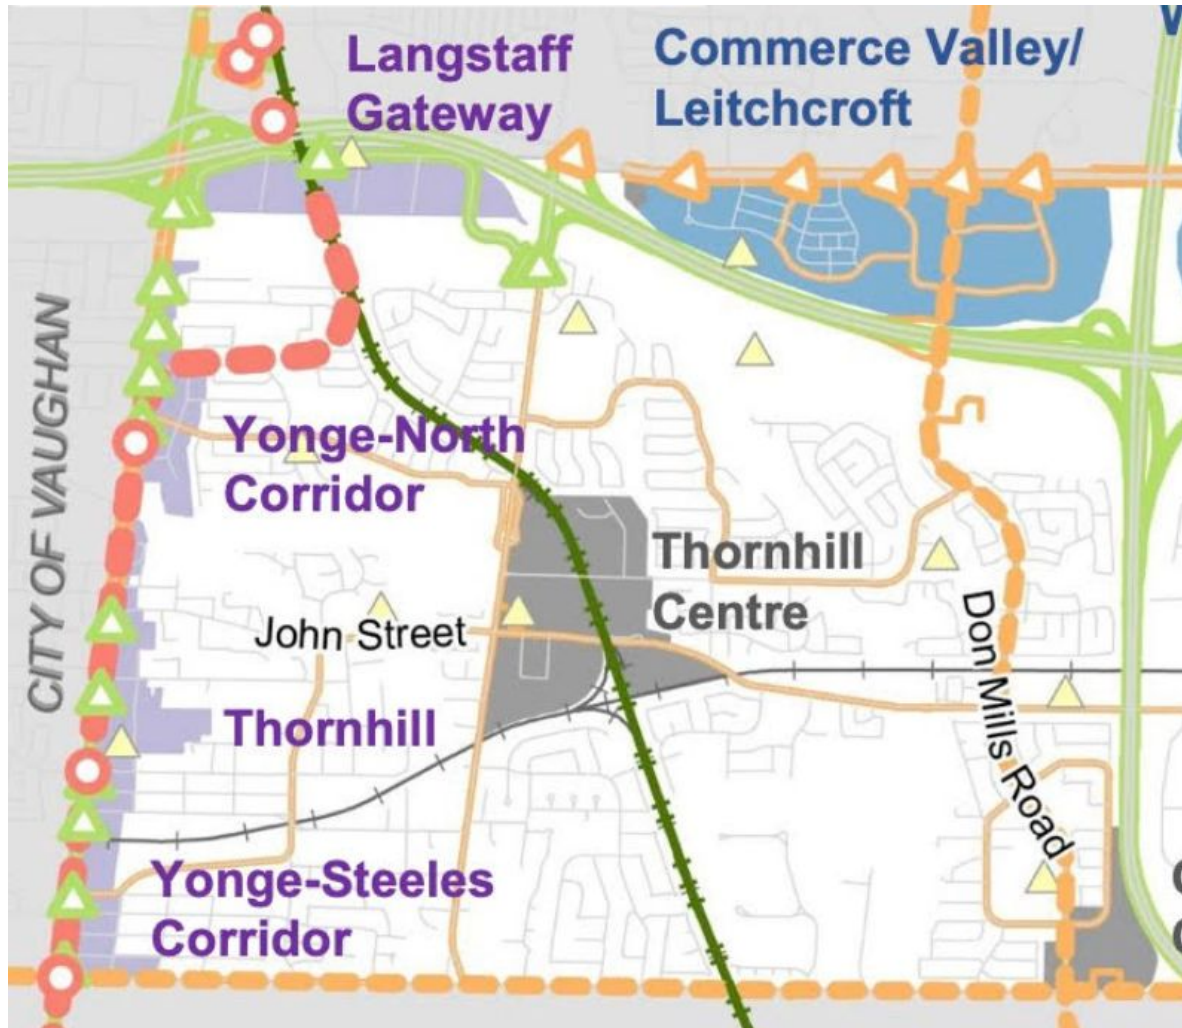 Langstaff
Gateway
Commerce Valley/
Leitchcroft
CITY OF VAUGHAN
Yonge-North
Corridor
Thornhill
Centre
John Street
Don Mills Road
Thornhill
Yonge-Steeles
Corridor